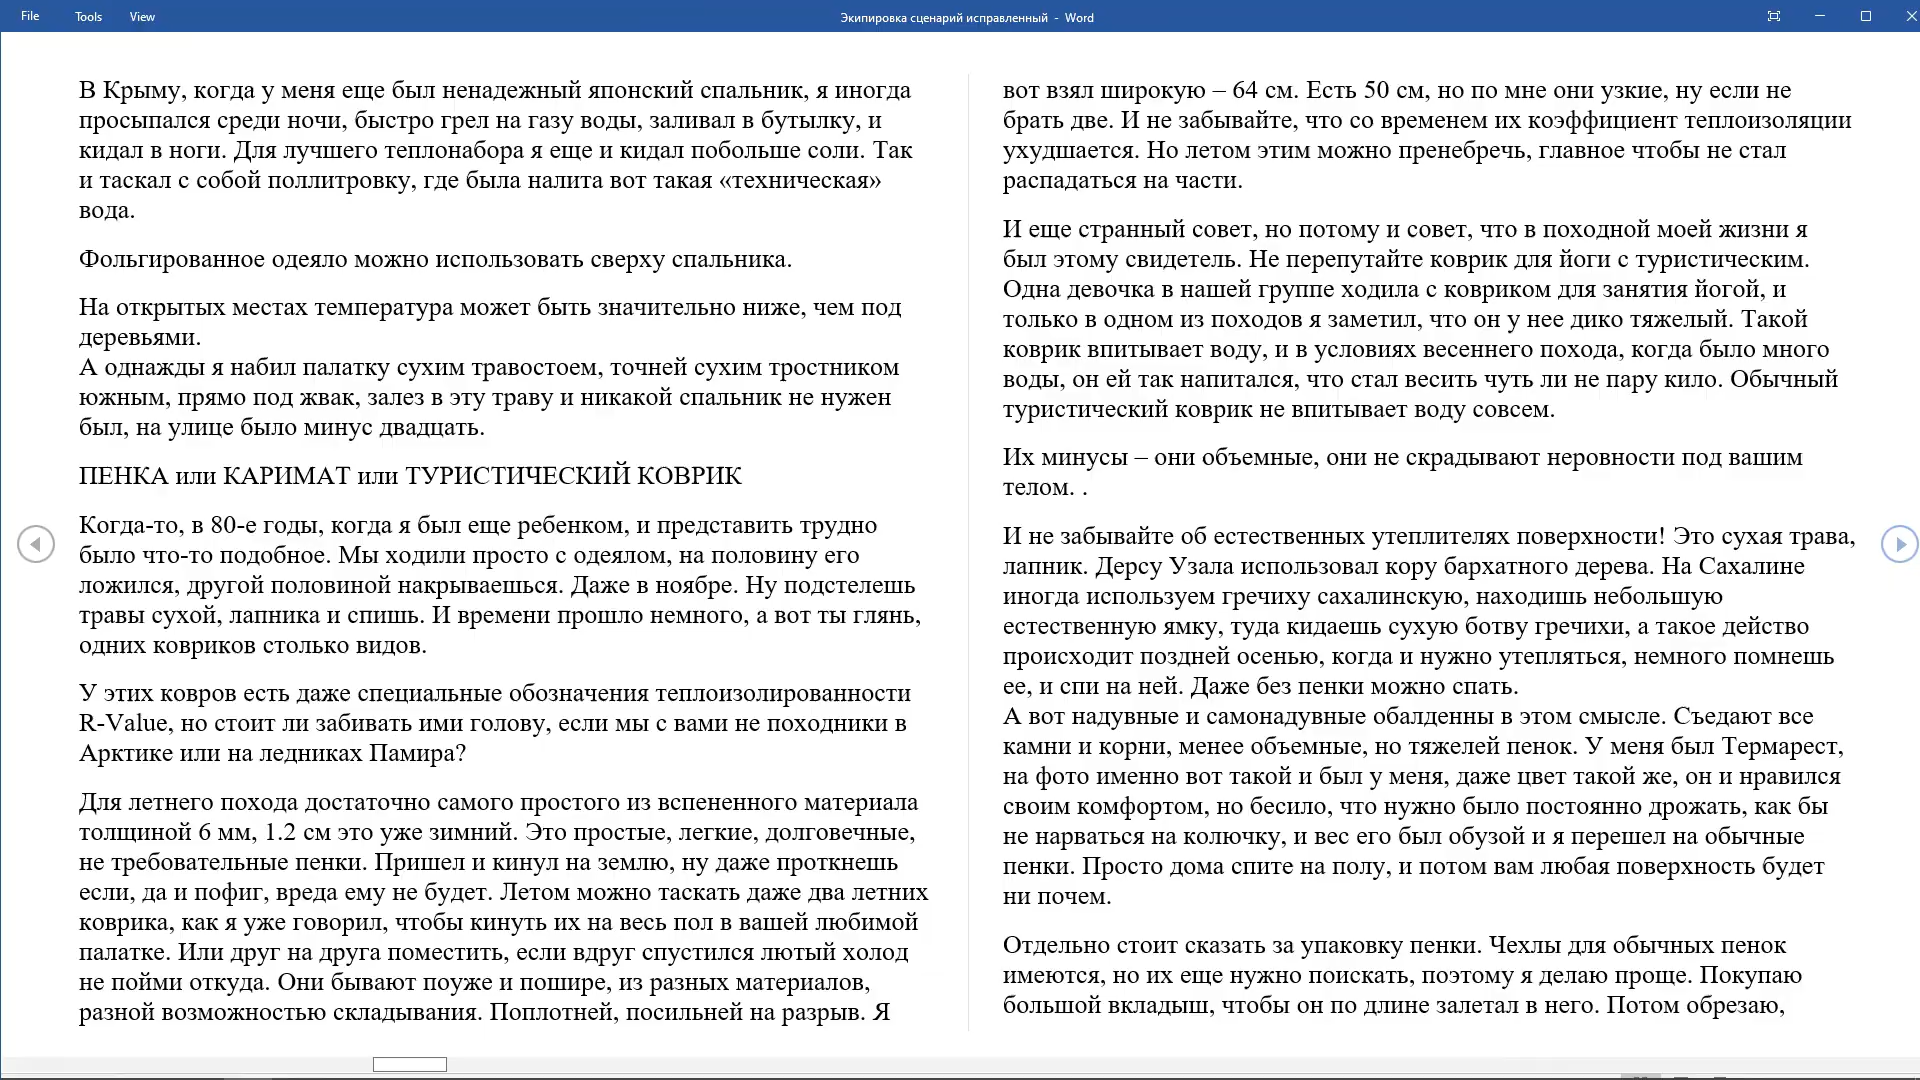 File Tools View Экипировка сценарий исправленный - Word
В Крыму, когда у меня еще был ненадежный японский спальник, я иногда
просыпался среди ночи, быстро грел на газу воды, заливал в бутылку, и
кидал в ноги. Для лучшего теплонабора я еще и кидал побольше соли. Так
и таскал с собой поллитровку, где была налита вот такая «техническая»
вода.
Фольгированное одеяло можно использовать сверху спальника.
На открытых местах температура может быть значительно ниже, чем под
деревьями.
А однажды я набил палатку сухим травостоем, точней сухим тростником
южным, прямо под жвак, залез в эту траву и никакой спальник не нужен
был, на улице было минус двадцать.
ПЕНКА или КАРИМАТ или ТУРИСТИЧЕСКИЙ КОВРИК
Когда-то, в 80-е годы, когда я был еще ребенком, и представить трудно
было что-то подобное. Мы ходили просто с одеялом, на половину его
ложился, другой половиной накрываешься. Даже в ноябре. Ну подстелешь
травы сухой, лапника и спишь. И времени прошло немного, а вот ты глянь,
одних ковриков столько видов.
У этих ковров есть даже специальные обозначения теплоизолированности
R-Value, но стоит ли забивать ими голову, если мы с вами не походники в
Арктике или на ледниках Памира?
Для летнего похода достаточно самого простого из вспененного материала
толщиной 6 мм, 1.2 см это уже зимний. Это простые, легкие, долговечные,
не требовательные пенки. Пришел и кинул на землю, ну даже проткнешь
если, да и пофиг, вреда ему не будет. Летом можно таскать даже два летних
коврика, как я уже говорил, чтобы кинуть их на весь пол в вашей любимой
палатке. Или друг на друга поместить, если вдруг спустился лютый холод
не пойми откуда. Они бывают поуже и пошире, из разных материалов,
разной возможностью складывания. Поплотней, посильней на разрыв. Я
вот взял широкую – 64 см. Есть 50 см, но по мне они узкие, ну если не
брать две. И не забывайте, что со временем их коэффициент теплоизоляции
ухудшается. Но летом этим можно пренебречь, главное чтобы не стал
распадаться на части.
И еще странный совет, но потому и совет, что в походной моей жизни я
был этому свидетель. Не перепутайте коврик для йоги с туристическим.
Одна девочка в нашей группе ходила с ковриком для занятия йогой, и
только в одном из походов я заметил, что он у нее дико тяжелый. Такой
коврик впитывает воду, и в условиях весеннего похода, когда было много
воды, он ей так напитался, что стал весить чуть ли не пару кило. Обычный
туристический коврик не впитывает воду совсем.
Их минусы – они объемные, они не скрадывают неровности под вашим
телом. .
И не забывайте об естественных утеплителях поверхности! Это сухая трава,
лапник. Дерсу Узала использовал кору бархатного дерева. На Сахалине
иногда используем гречиху сахалинскую, находишь небольшую
естественную ямку, туда кидаешь сухую ботву гречихи, а такое действо
происходит поздней осенью, когда и нужно утепляться, немного помнешь
ее, и спи на ней. Даже без пенки можно спать.
А вот надувные и самонадувные обалденны в этом смысле. Съедают все
камни и корни, менее объемные, но тяжелей пенок. У меня был Термарест,
на фото именно вот такой и был у меня, даже цвет такой же, он и нравился
своим комфортом, но бесило, что нужно было постоянно дрожать, как бы
не нарваться на колючку, и вес его был обузой и я перешел на обычные
пенки. Просто дома спите на полу, и потом вам любая поверхность будет
ни почем.
Отдельно стоит сказать за упаковку пенки. Чехлы для обычных пенок
имеются, но их еще нужно поискать, поэтому я делаю проще. Покупаю
большой вкладыш, чтобы он по длине залетал в него. Потом обрезаю,